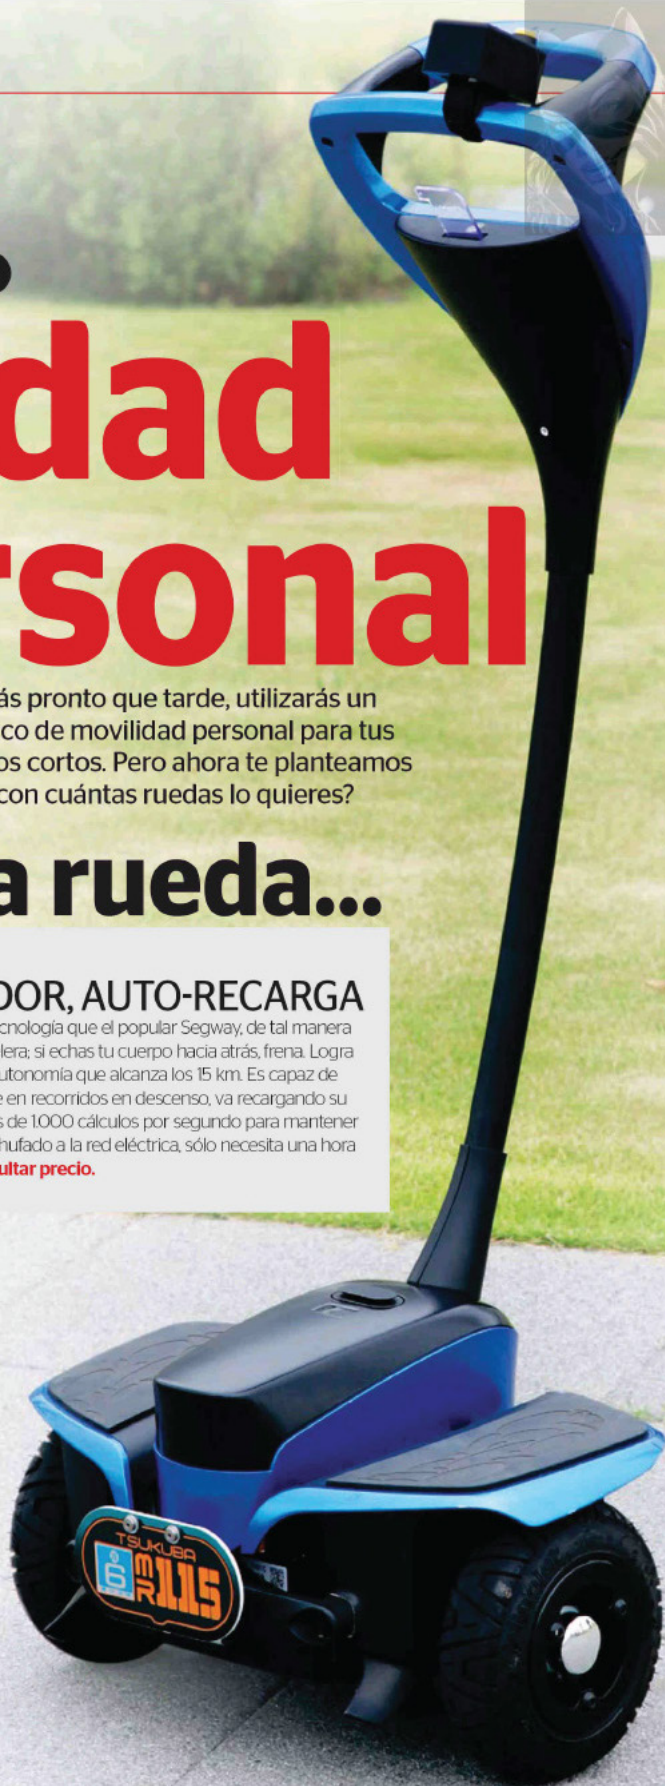 dad
rsonal
ás pronto que tarde, utilizarás un
co de movilidad personal para tus
os cortos. Pero ahora te planteamos
con cuántas ruedas lo quieres?
a rueda...
DOR, AUTO-RECARGA
cnología que el popular Segway, de tal manera
lera; si echas tu cuerpo hacia atrás, frena. Logra
utonomía que alcanza los 15 km. Es capaz de
e en recorridos en descenso, va recargando su
s de 1.000 cálculos por segundo para mantener
hufado a la red eléctrica, sólo necesita una hora
ultar precio.
TSUKUBA
6
MR115